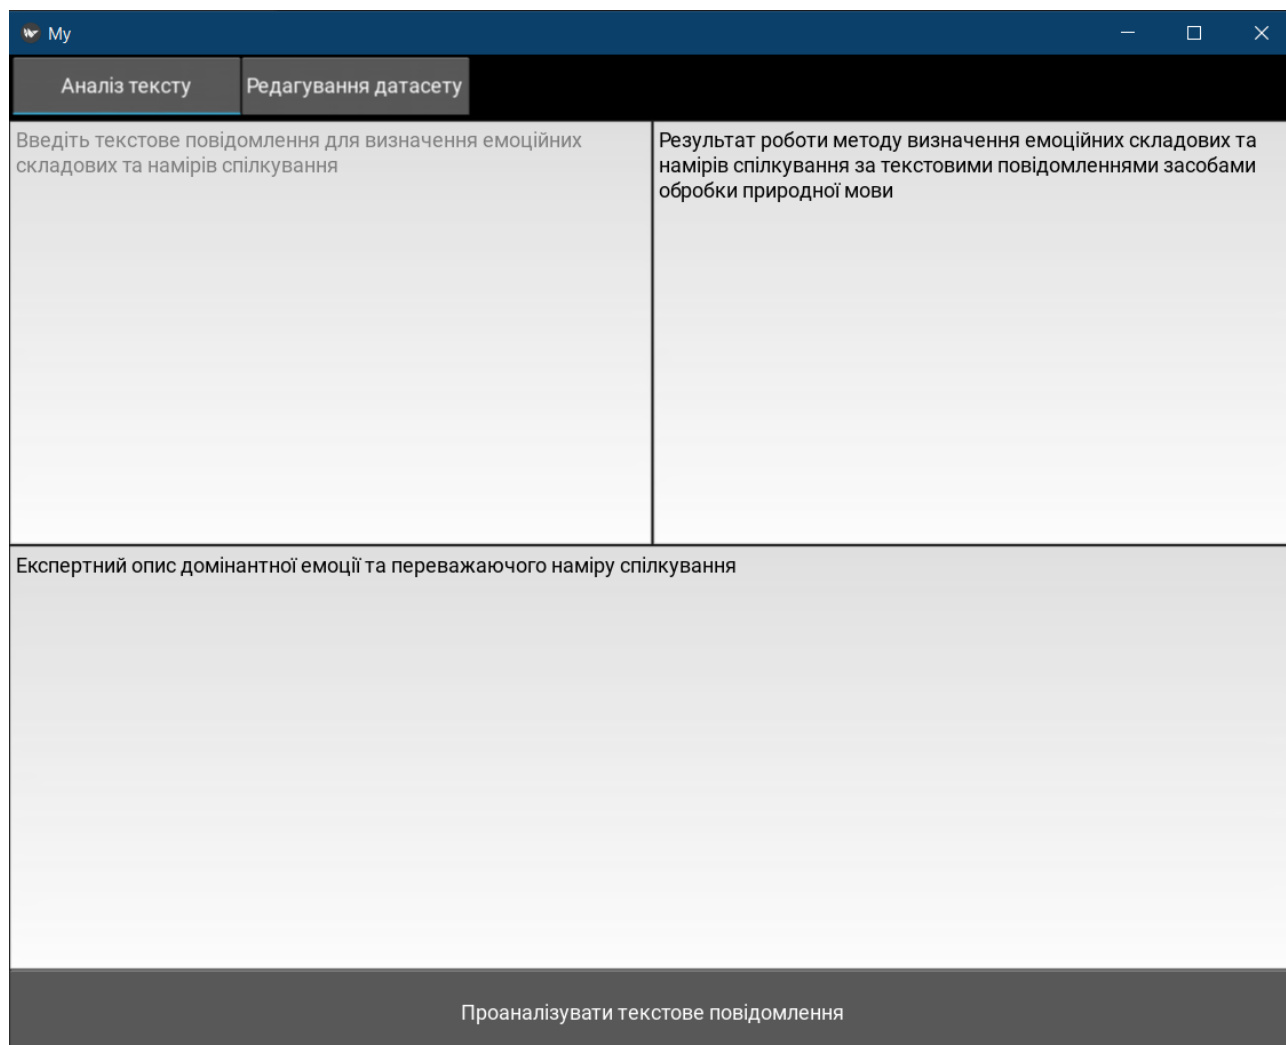 My
Аналіз тексту
Редагування датасету
Введіть текстове повідомлення для визначення емоційних
складових та намірів спілкування
Результат роботи методу визначення емоційних складових та
намірів спілкування за текстовими повідомленнями засобами
обробки природної мови
Експертний опис домінантної емоції та переважаючого наміру спілкування
Проаналізувати текстове повідомлення